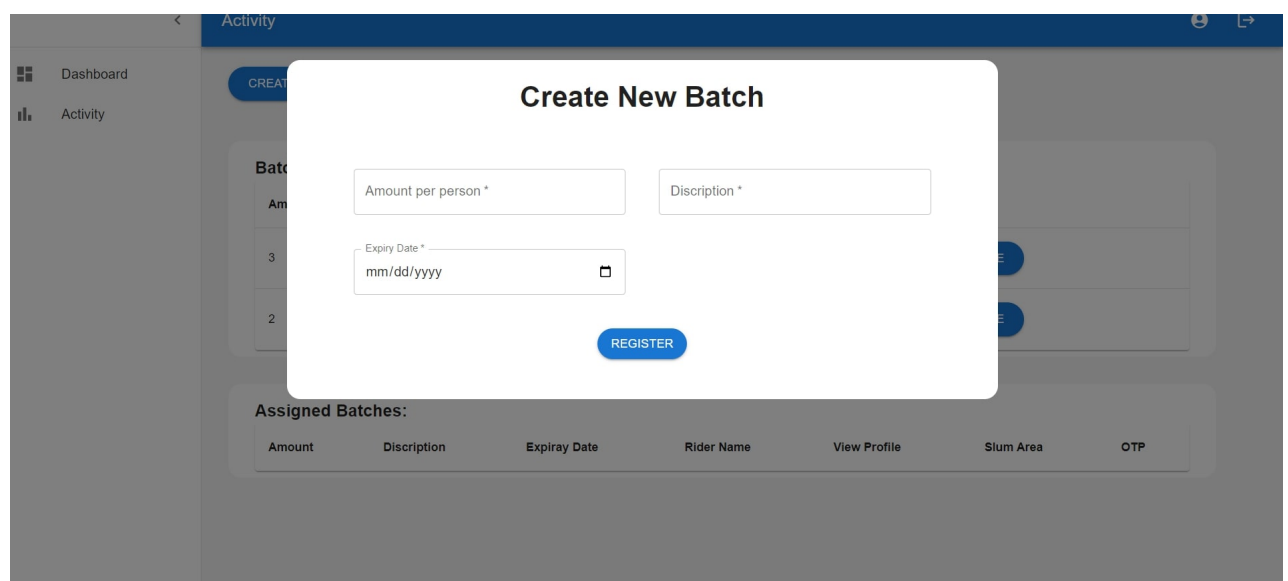 Activity
Dashboard
Activity
CREAT
Create New Batch
Batc
Amount per person *
Discription *
Am
Expiry Date *
mm/dd/yyyy
3
E
2
E
REGISTER
Assigned Batches:
Amount Discription Expiray Date Rider Name View Profile Slum Area OTP